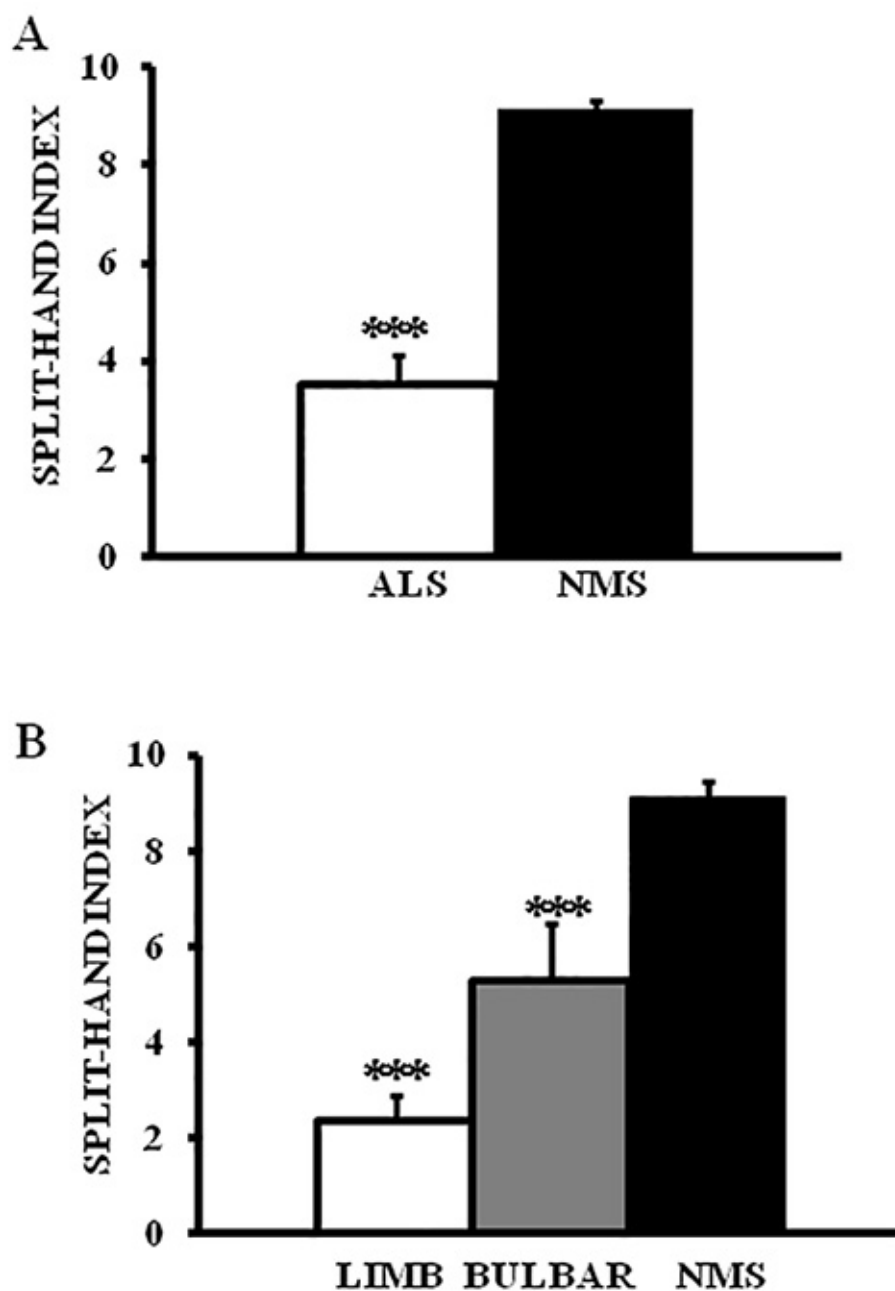 A
SPLIT-HAND INDEX
10
8
6
4
2
0
***
ALS NMS
B
SPLIT-HAND INDEX
10
8
6
4
2
0
***
***
LIMB BULBAR NMS